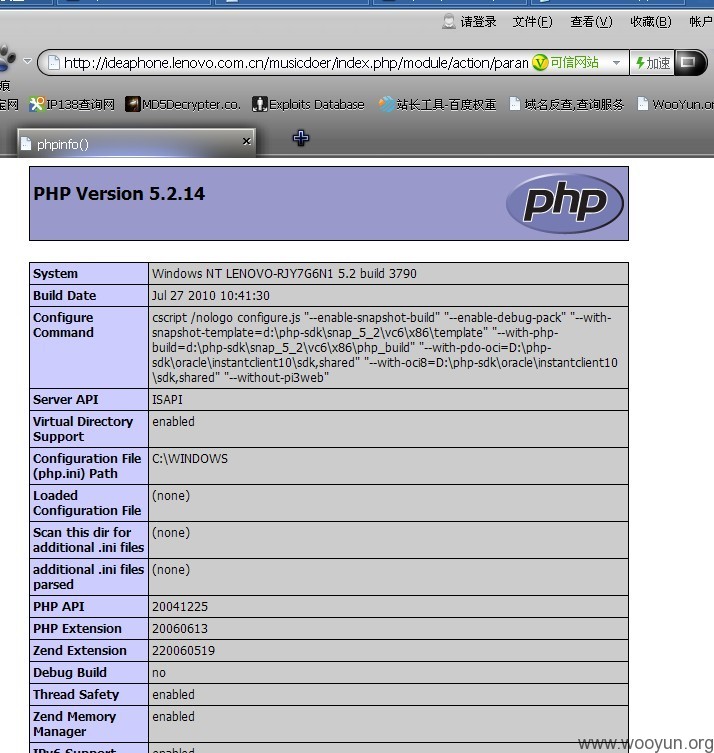 请登录 文件(F) 查看(V) 收藏(B) 帐户
http://ideaphone.lenovo.com.cn/musicdoer/index.php/module/action/param 可信网站 加速
IP138查询网 MD5Decrypter.co. Exploits Database 站长工具-百度权重 域名反查,查询服务 WooYun.or
phpinfo()
PHP Version 5.2.14
php
System Windows NT LENOVO-RJY7G6N1 5.2 build 3790
Build Date Jul 27 2010 10:41:30
Configure cscript /nologo configure.js "--enable-snapshot-build" "--enable-debug-pack" "--with-
Command snapshot-template=d:\php-sdk\snap_5_2\vc6\x86\template" "--with-php-
build=d:\php-sdk\snap_5_2\vc6\x86\php_build" "--with-pdo-oci=D:\php-
sdk\oracle\instantclient10\sdk,shared" "--with-oci8=D:\php-sdk\oracle\instantclient10
\sdk,shared" "--without-pi3web"
Server API ISAPI
Virtual Directory enabled
Support
Configuration File C:\WINDOWS
(php.ini) Path
Loaded (none)
Configuration File
Scan this dir for (none)
additional .ini files
additional .ini files (none)
parsed
PHP API 20041225
PHP Extension 20060613
Zend Extension 220060519
Debug Build no
Thread Safety enabled
Zend Memory enabled
Manager
IPv6 Support enabled
www.wooyun.org